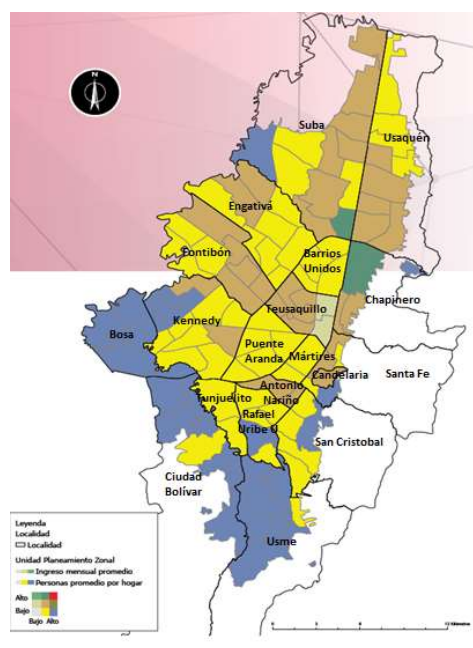 N
Suba
Usaquén
Engativá
Fontibón
Barrios
Unidos
Chapinero
Teusaquillo
Bosa
Kennedy
Puente
Aranda
Mártires
Candelaria
Santa Fe
Antonio
Nariño
Tunjuelito
Rafael
Uribe U
San Cristobal
Ciudad
Bolívar
Usme
Leyenda
Localidad
Localidad
Unidad Planeamiento Zonal
Ingreso mensual promedio
Personas promedio por hogar
Alto
Bajo
Bajo Alto